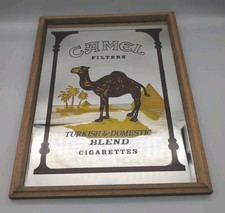 CAMEL
FILTERS
TURKISH & DOMESTIC
BLEND
CIGARETTES